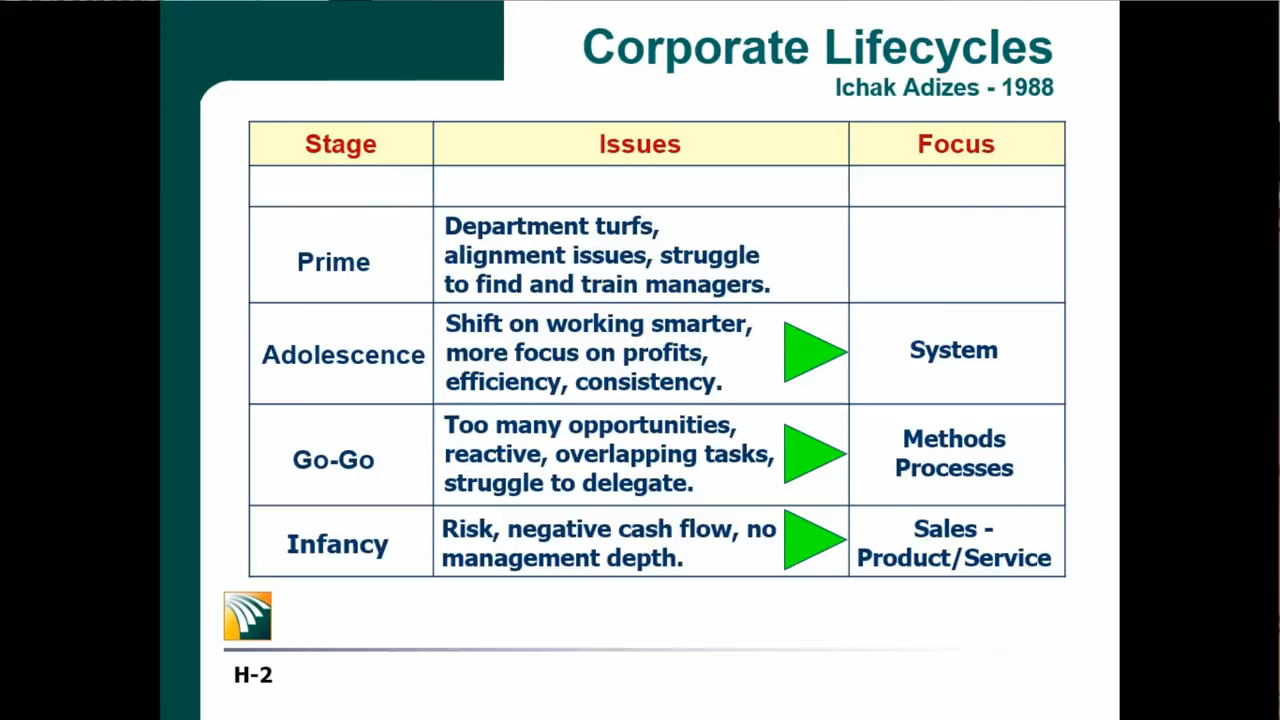 Corporate Lifecycles
Ichak Adizes - 1988
Stage
Issues
Focus
Prime
Department turfs,
alignment issues, struggle
to find and train managers.
Adolescence
Shift on working smarter,
more focus on profits,
efficiency, consistency.
System
Go-Go
Too many opportunities,
reactive, overlapping tasks,
struggle to delegate.
Methods
Processes
Infancy
Risk, negative cash flow, no
management depth.
Sales -
Product/Service
H-2